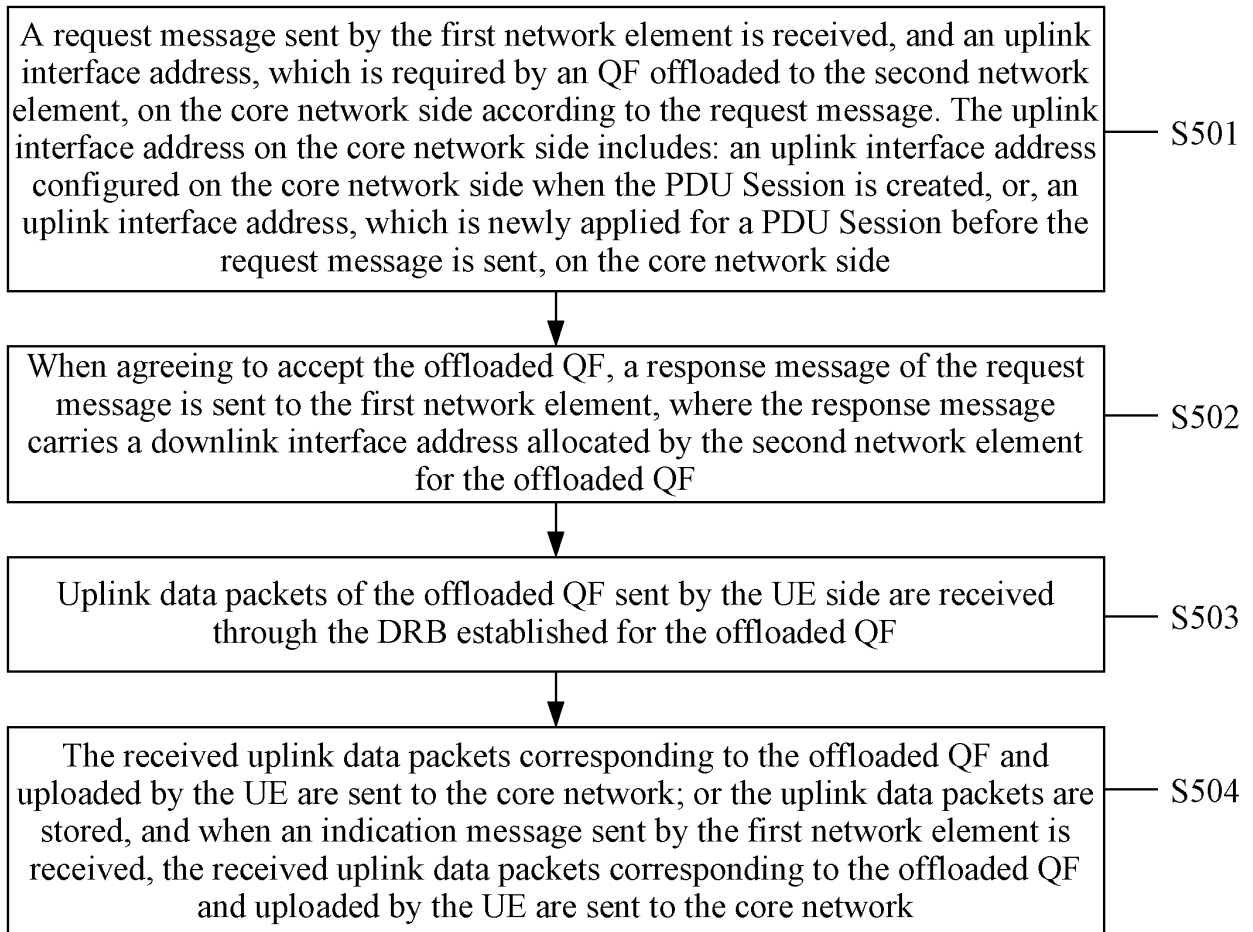 A request message sent by the first network element is received, and an uplink
interface address, which is required by an QF offloaded to the second network
element, on the core network side according to the request message. The uplink
interface address on the core network side includes: an uplink interface address
configured on the core network side when the PDU Session is created, or, an
uplink interface address, which is newly applied for a PDU Session before the
request message is sent, on the core network side
S501
When agreeing to accept the offloaded QF, a response message of the request
message is sent to the first network element, where the response message
carries a downlink interface address allocated by the second network element
for the offloaded QF
S502
Uplink data packets of the offloaded QF sent by the UE side are received
through the DRB established for the offloaded QF
S503
The received uplink data packets corresponding to the offloaded QF and
uploaded by the UE are sent to the core network; or the uplink data packets are
stored, and when an indication message sent by the first network element is
received, the received uplink data packets corresponding to the offloaded QF
and uploaded by the UE are sent to the core network
S504